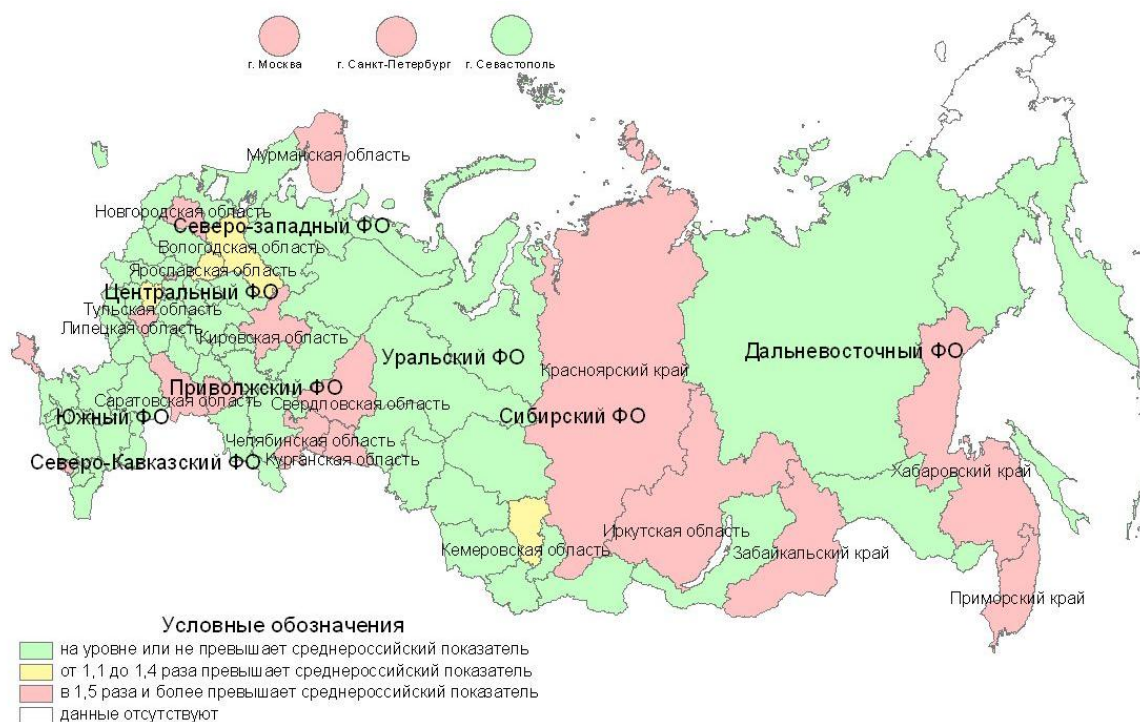 г. Москва
г. Санкт-Петербург
г. Севастополь
Мурманская область
Новгородская область
Северо-западный ФО
Вологодская область
Ярославская область
Центральный ФО
Тульская область
Липецкая область
Кировская область
Уральский ФО
Дальневосточный ФО
Красноярский край
Приволжский ФО
Саратовская область
Свердловская область
Южный ФО
Сибирский ФО
Челябинская область
Северо-Кавказский ФО
Курганская область
Хабаровский край
Иркутская область
Кемеровская область
Забайкальский край
Приморский край
Условные обозначения
на уровне или не превышает среднероссийский показатель
от 1,1 до 1,4 раза превышает среднероссийский показатель
в 1,5 раза и более превышает среднероссийский показатель
данные отсутствуют